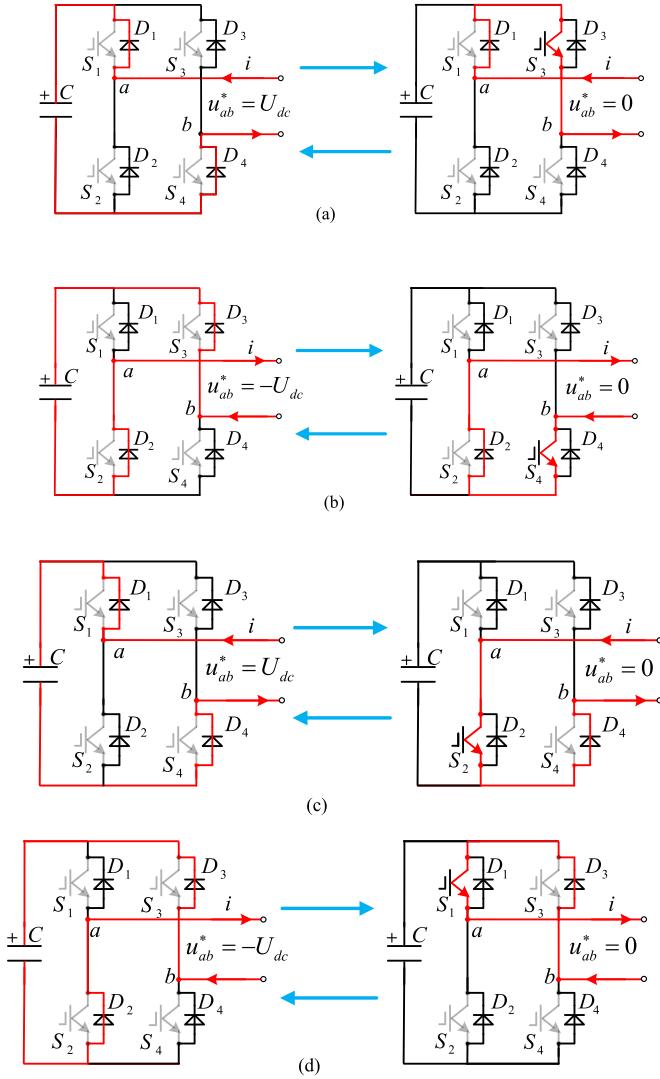 D₁ D₃ D₁ D₃
S₁ S₃ i S₁ S₃ i
+ C a u*ab = Udc + C a u*ab = 0
b b
D₂ D₄ D₂ D₄
S₂ S₄ S₂ S₄
(a)
D₁ D₃ D₁ D₃
S₁ S₃ i S₁ S₃ i
+ C a u*ab = −Udc + C a u*ab = 0
b b
D₂ D₄ D₂ D₄
S₂ S₄ S₂ S₄
(b)
D₁ D₃ D₁ D₃
S₁ S₃ i S₁ S₃ i
+ C a u*ab = Udc + C a u*ab = 0
b b
D₂ D₄ D₂ D₄
S₂ S₄ S₂ S₄
(c)
D₁ D₃ D₁ D₃
S₁ S₃ i S₁ S₃ i
+ C a u*ab = −Udc + C a u*ab = 0
b b
D₂ D₄ D₂ D₄
S₂ S₄ S₂ S₄
(d)